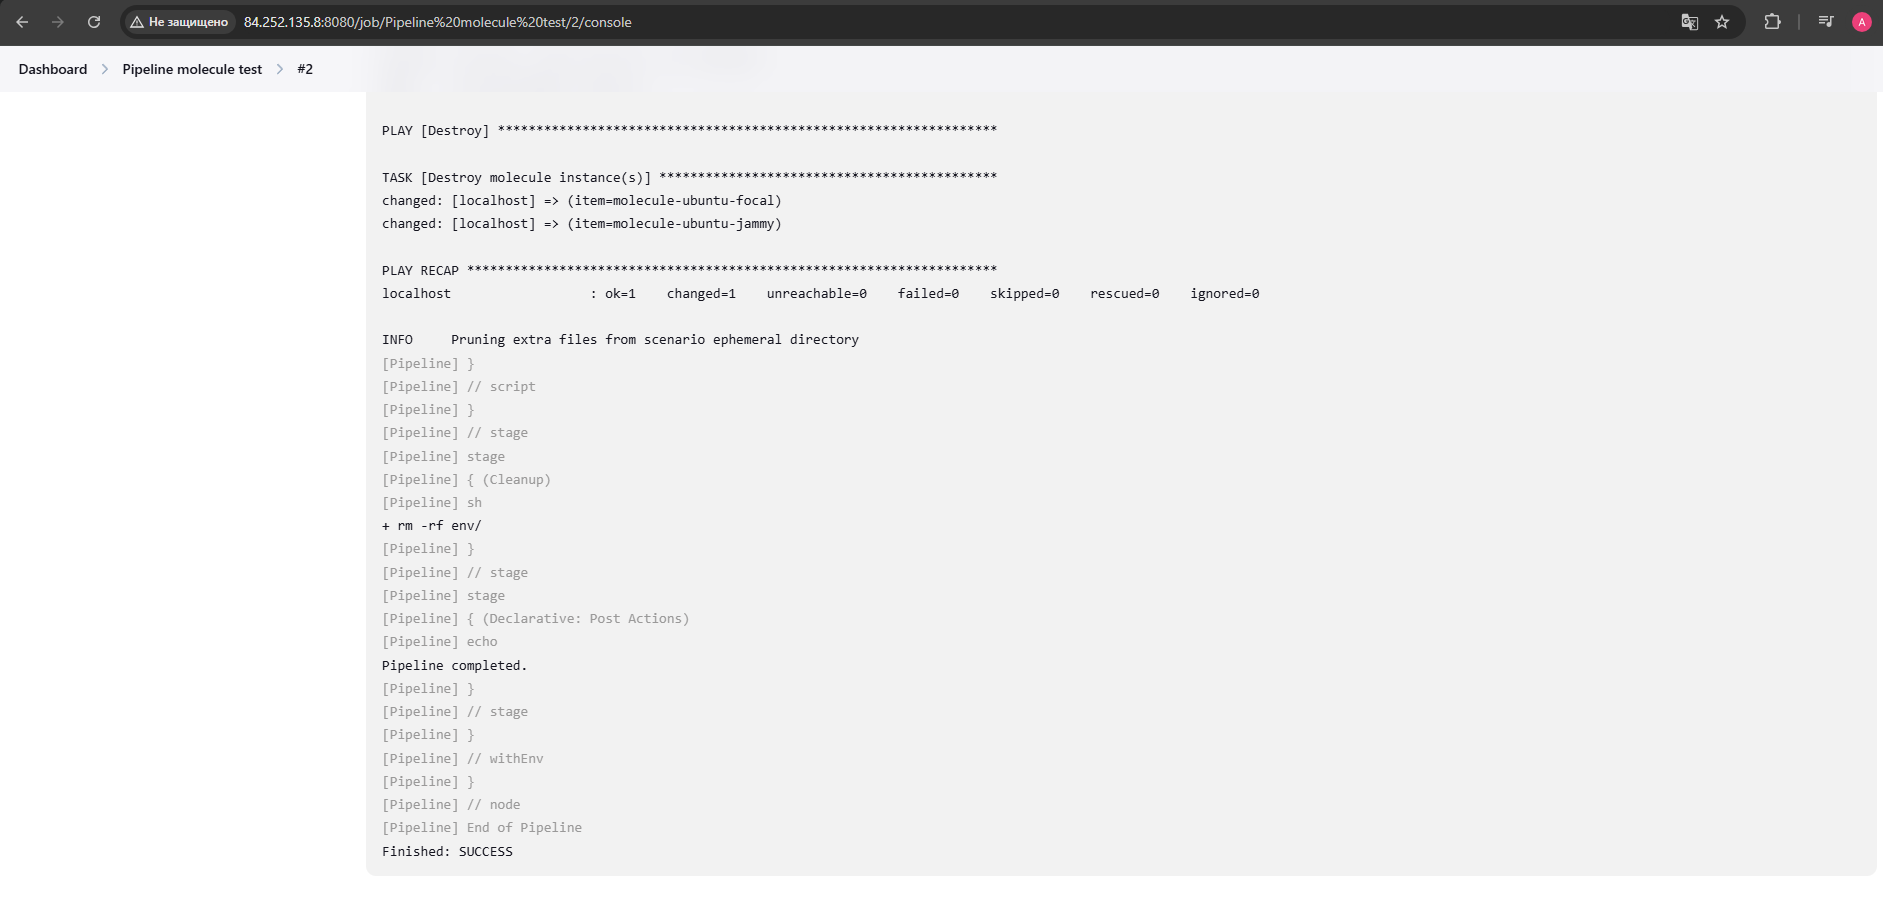 Не защищено 84.252.135.8:8080/job/Pipeline%20molecule%20test/2/console A
Dashboard Pipeline molecule test #2
PLAY [Destroy] *****************************************************************
TASK [Destroy molecule instance(s)] ********************************************
changed: [localhost] => (item=molecule-ubuntu-focal)
changed: [localhost] => (item=molecule-ubuntu-jammy)
PLAY RECAP *********************************************************************
localhost                  : ok=1    changed=1    unreachable=0    failed=0    skipped=0    rescued=0    ignored=0
INFO     Pruning extra files from scenario ephemeral directory
[Pipeline] }
[Pipeline] // script
[Pipeline] }
[Pipeline] // stage
[Pipeline] stage
[Pipeline] { (Cleanup)
[Pipeline] sh
+ rm -rf env/
[Pipeline] }
[Pipeline] // stage
[Pipeline] stage
[Pipeline] { (Declarative: Post Actions)
[Pipeline] echo
Pipeline completed.
[Pipeline] }
[Pipeline] // stage
[Pipeline] }
[Pipeline] // withEnv
[Pipeline] }
[Pipeline] // node
[Pipeline] End of Pipeline
Finished: SUCCESS